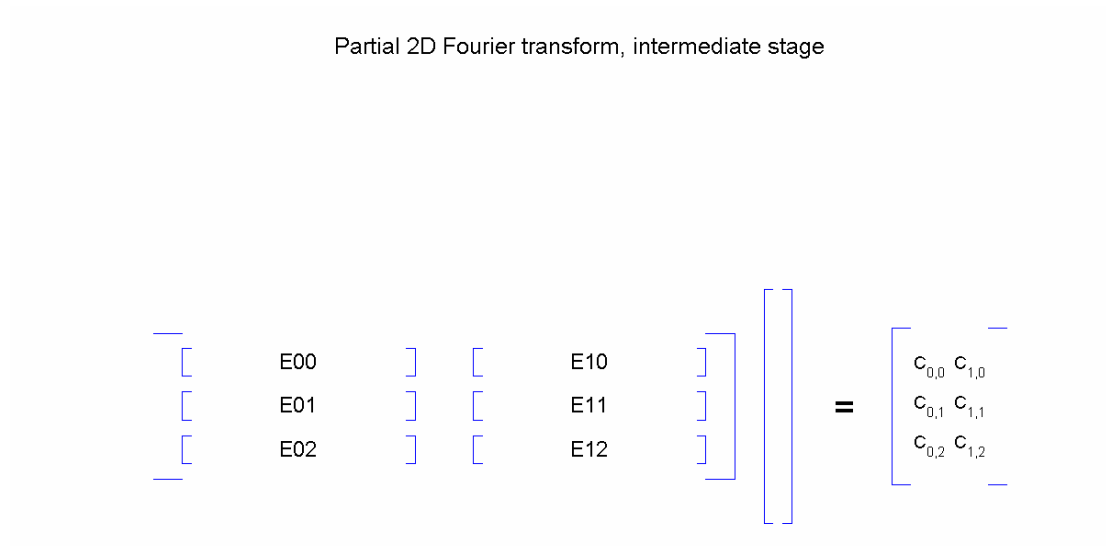 Partial 2D Fourier transform, intermediate stage
E00 E10 C0,0 C1,0
E01 E11 = C0,1 C1,1
E02 E12 C0,2 C1,2